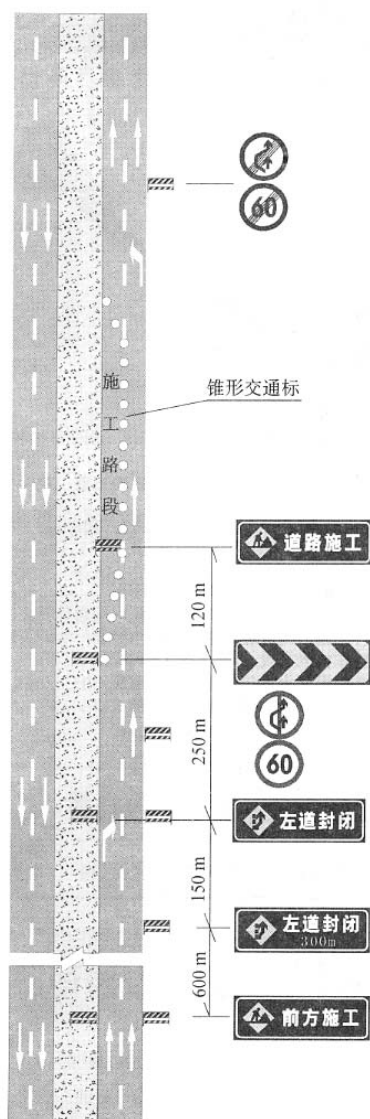 60
施
工
路
段
锥形交通标
道路施工
120 m
250 m
60
左道封闭
150 m
左道封闭
300m
600 m
前方施工